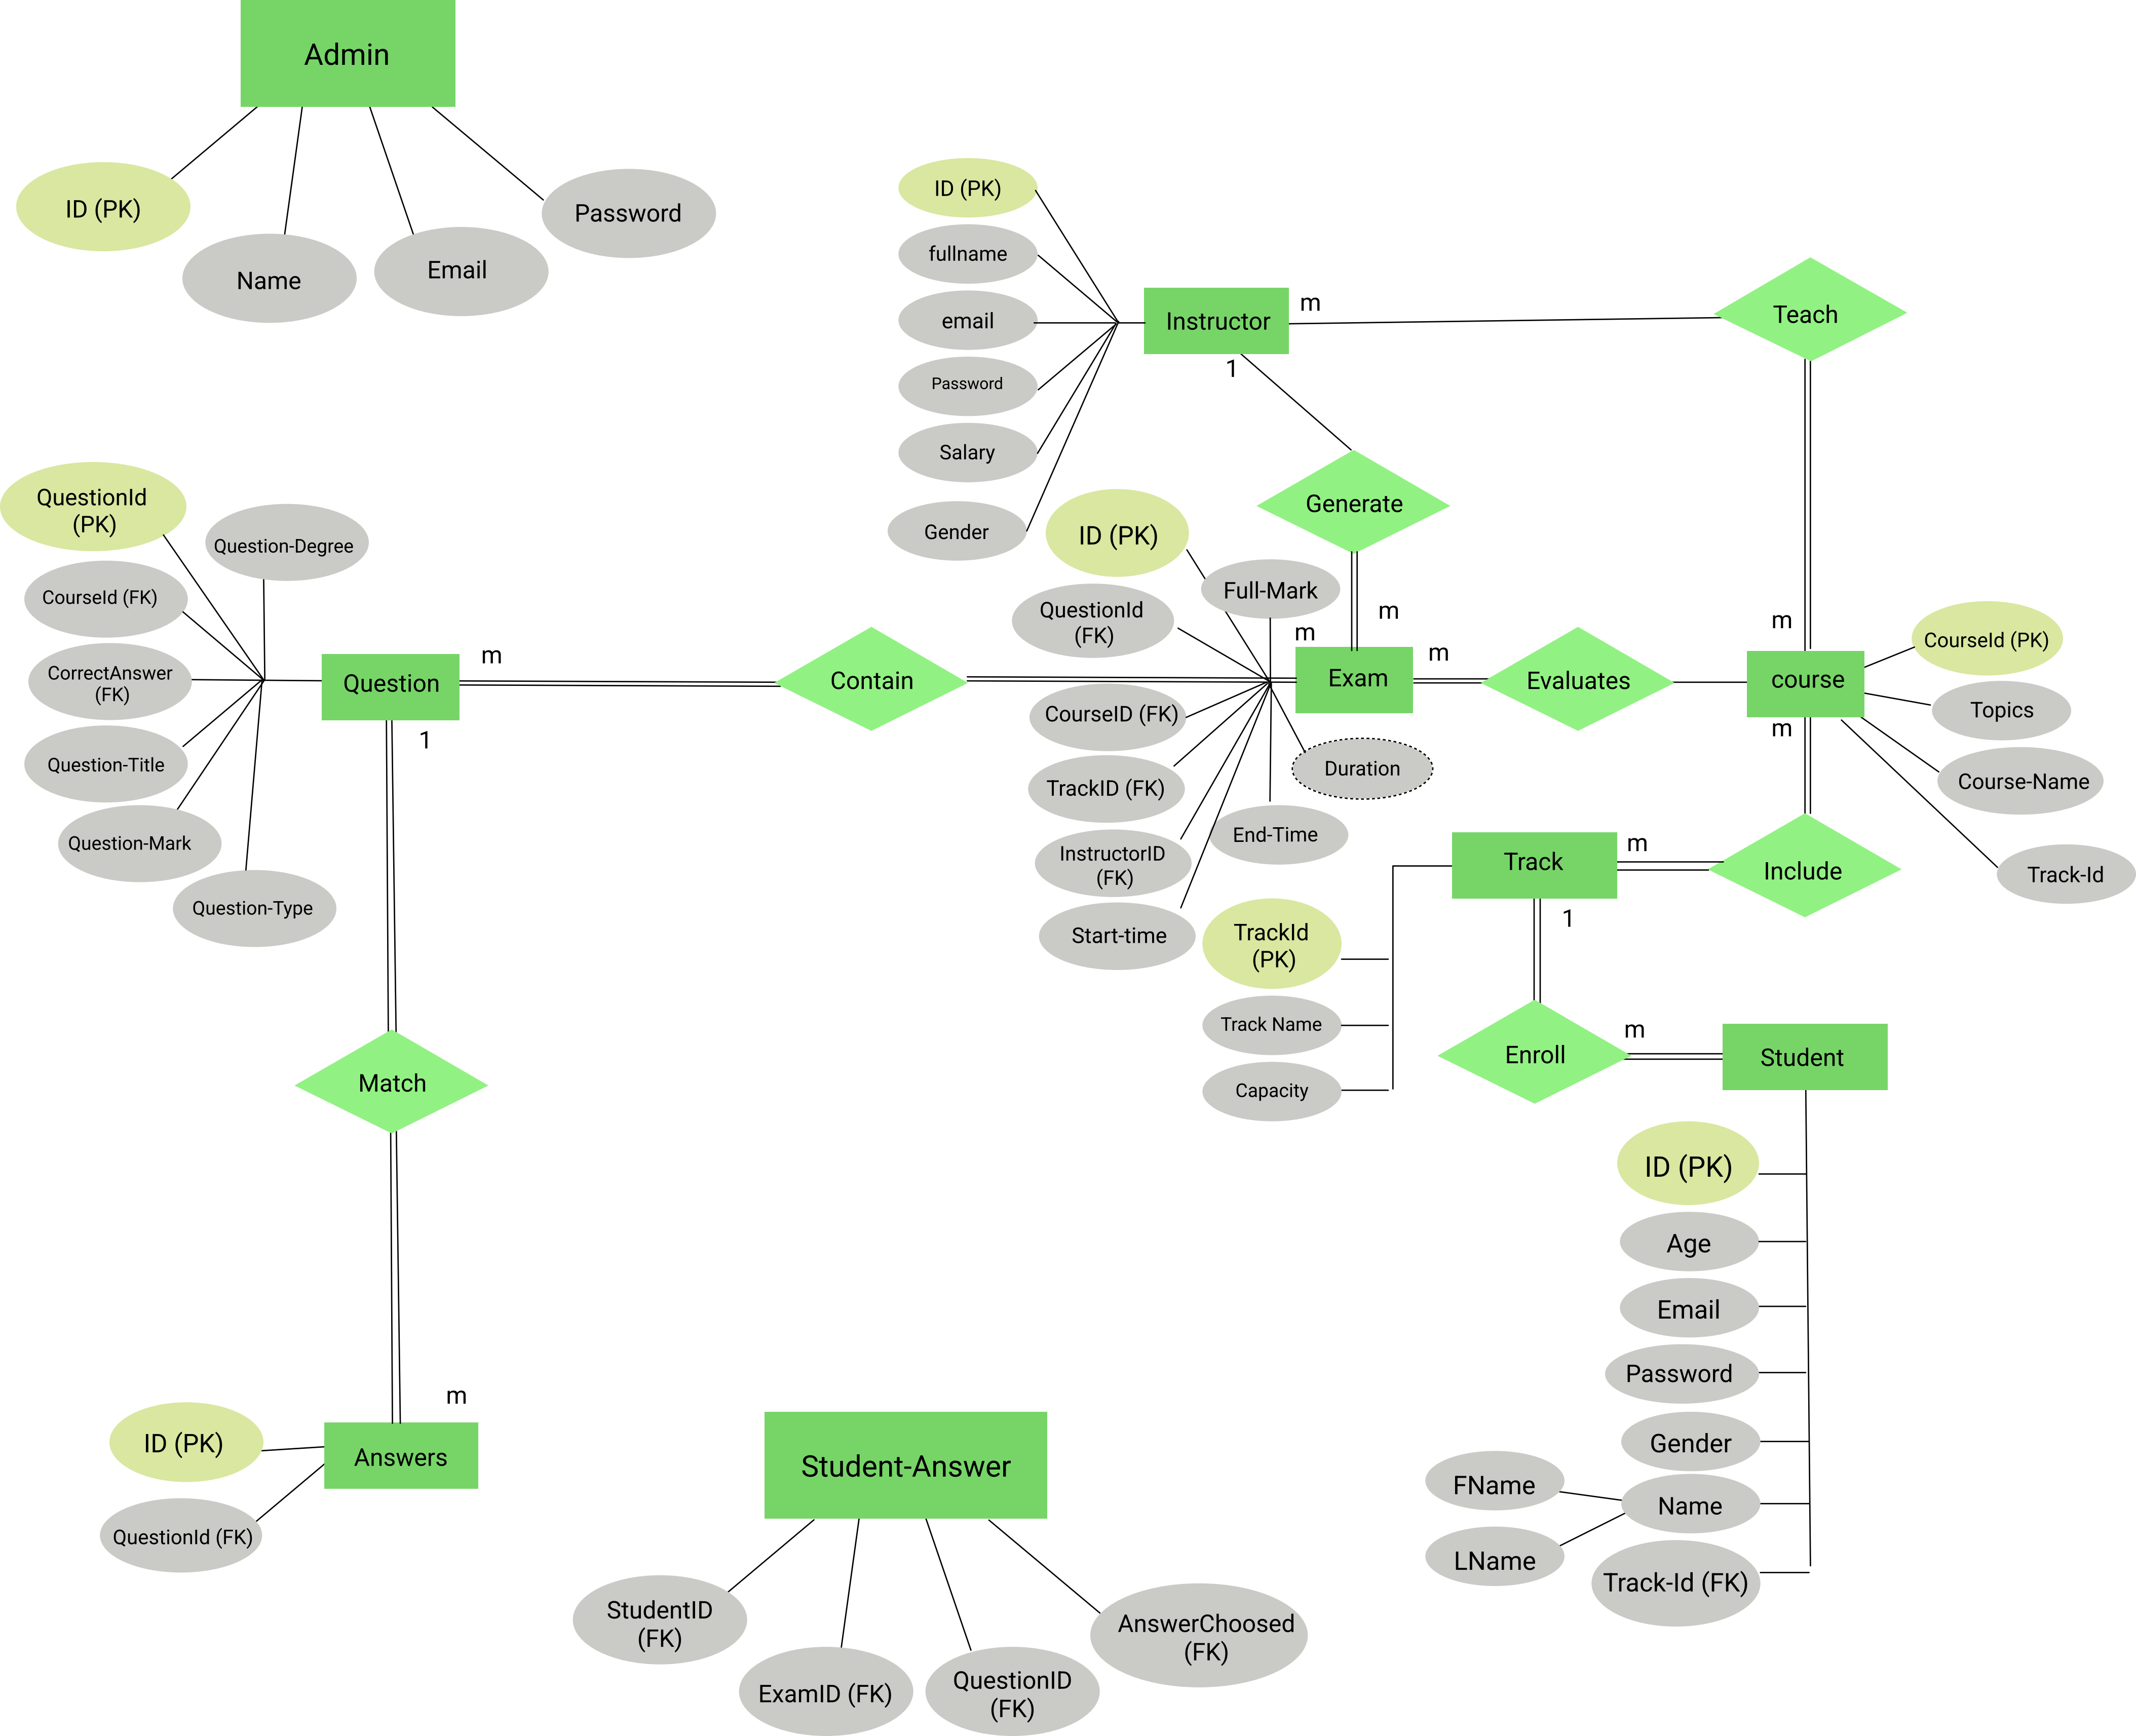 Admin
ID (PK)
Name
Email
Password
ID (PK)
fullname
email
Password
Salary
Gender
Instructor
m
1
Teach
Generate
m
QuestionId
(PK)
Question-Degree
CourseId (FK)
CorrectAnswer
(FK)
Question-Title
Question-Mark
Question-Type
Question
m
1
Contain
ID (PK)
Full-Mark
QuestionId
(FK)
CourseID (FK)
TrackID (FK)
InstructorID
(FK)
Start-time
End-Time
Duration
m
Exam
m
Evaluates
m
course
m
CourseId (PK)
Topics
Course-Name
Track-Id
Track
m
Include
1
TrackId
(PK)
Track Name
Capacity
Enroll
m
Student
ID (PK)
Age
Email
Password
Gender
Name
FName
LName
Track-Id (FK)
Match
m
Answers
ID (PK)
QuestionId (FK)
Student-Answer
StudentID
(FK)
ExamID (FK)
QuestionID
(FK)
AnswerChoosed
(FK)